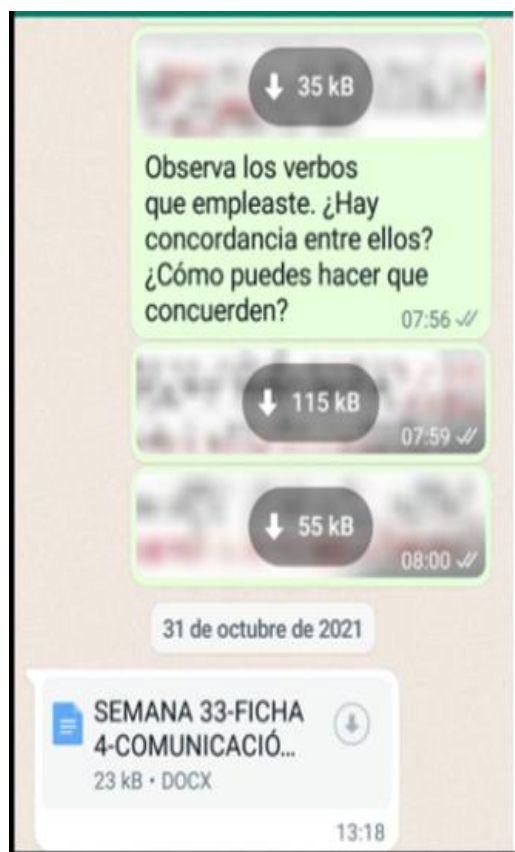 35 kB
Observa los verbos
que empleaste. ¿Hay
concordancia entre ellos?
¿Cómo puedes hacer que
concuerden?
07:56
115 kB
07:59
55 kB
08:00
31 de octubre de 2021
SEMANA 33-FICHA
4-COMUNICACIÓ...
23 kB • DOCX
13:18